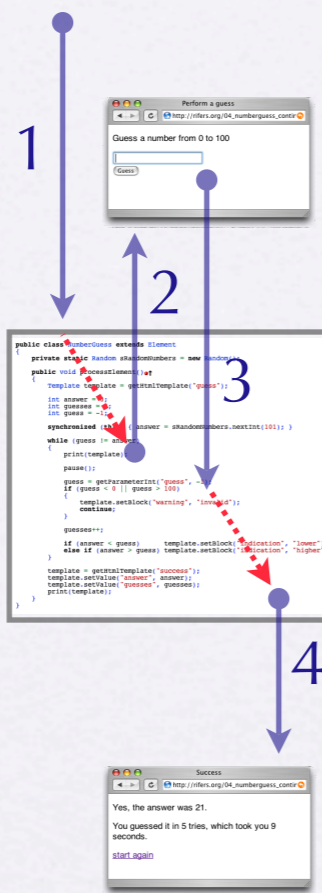 1
Perform a guess
http://rifers.org/04_numberguess_contin
Guess a number from 0 to 100
Guess
2
3
public class NumberGuess extends Element
{
private static Random sRandomNumbers = new Random();
public void processElement()
{
Template template = getHtmlTemplate("guess");
int answer = 0;
int guesses = 0;
int guess = -1;
synchronized (this) { answer = sRandomNumbers.nextInt(101); }
while (guess != answer)
{
print(template);
pause();
guess = getParameterInt("guess", -1);
if (guess < 0 || guess > 100)
{
template.setBlock("warning", "invalid");
continue;
}
guesses++;
if (answer < guess) template.setBlock("indication", "lower"
else if (answer > guess) template.setBlock("indication", "higher"
}
template = getHtmlTemplate("success");
template.setValue("answer", answer);
template.setValue("guesses", guesses);
print(template);
}
}
4
Success
http://rifers.org/04_numberguess_contin
Yes, the answer was 21.
You guessed it in 5 tries, which took you 9
seconds.
start again